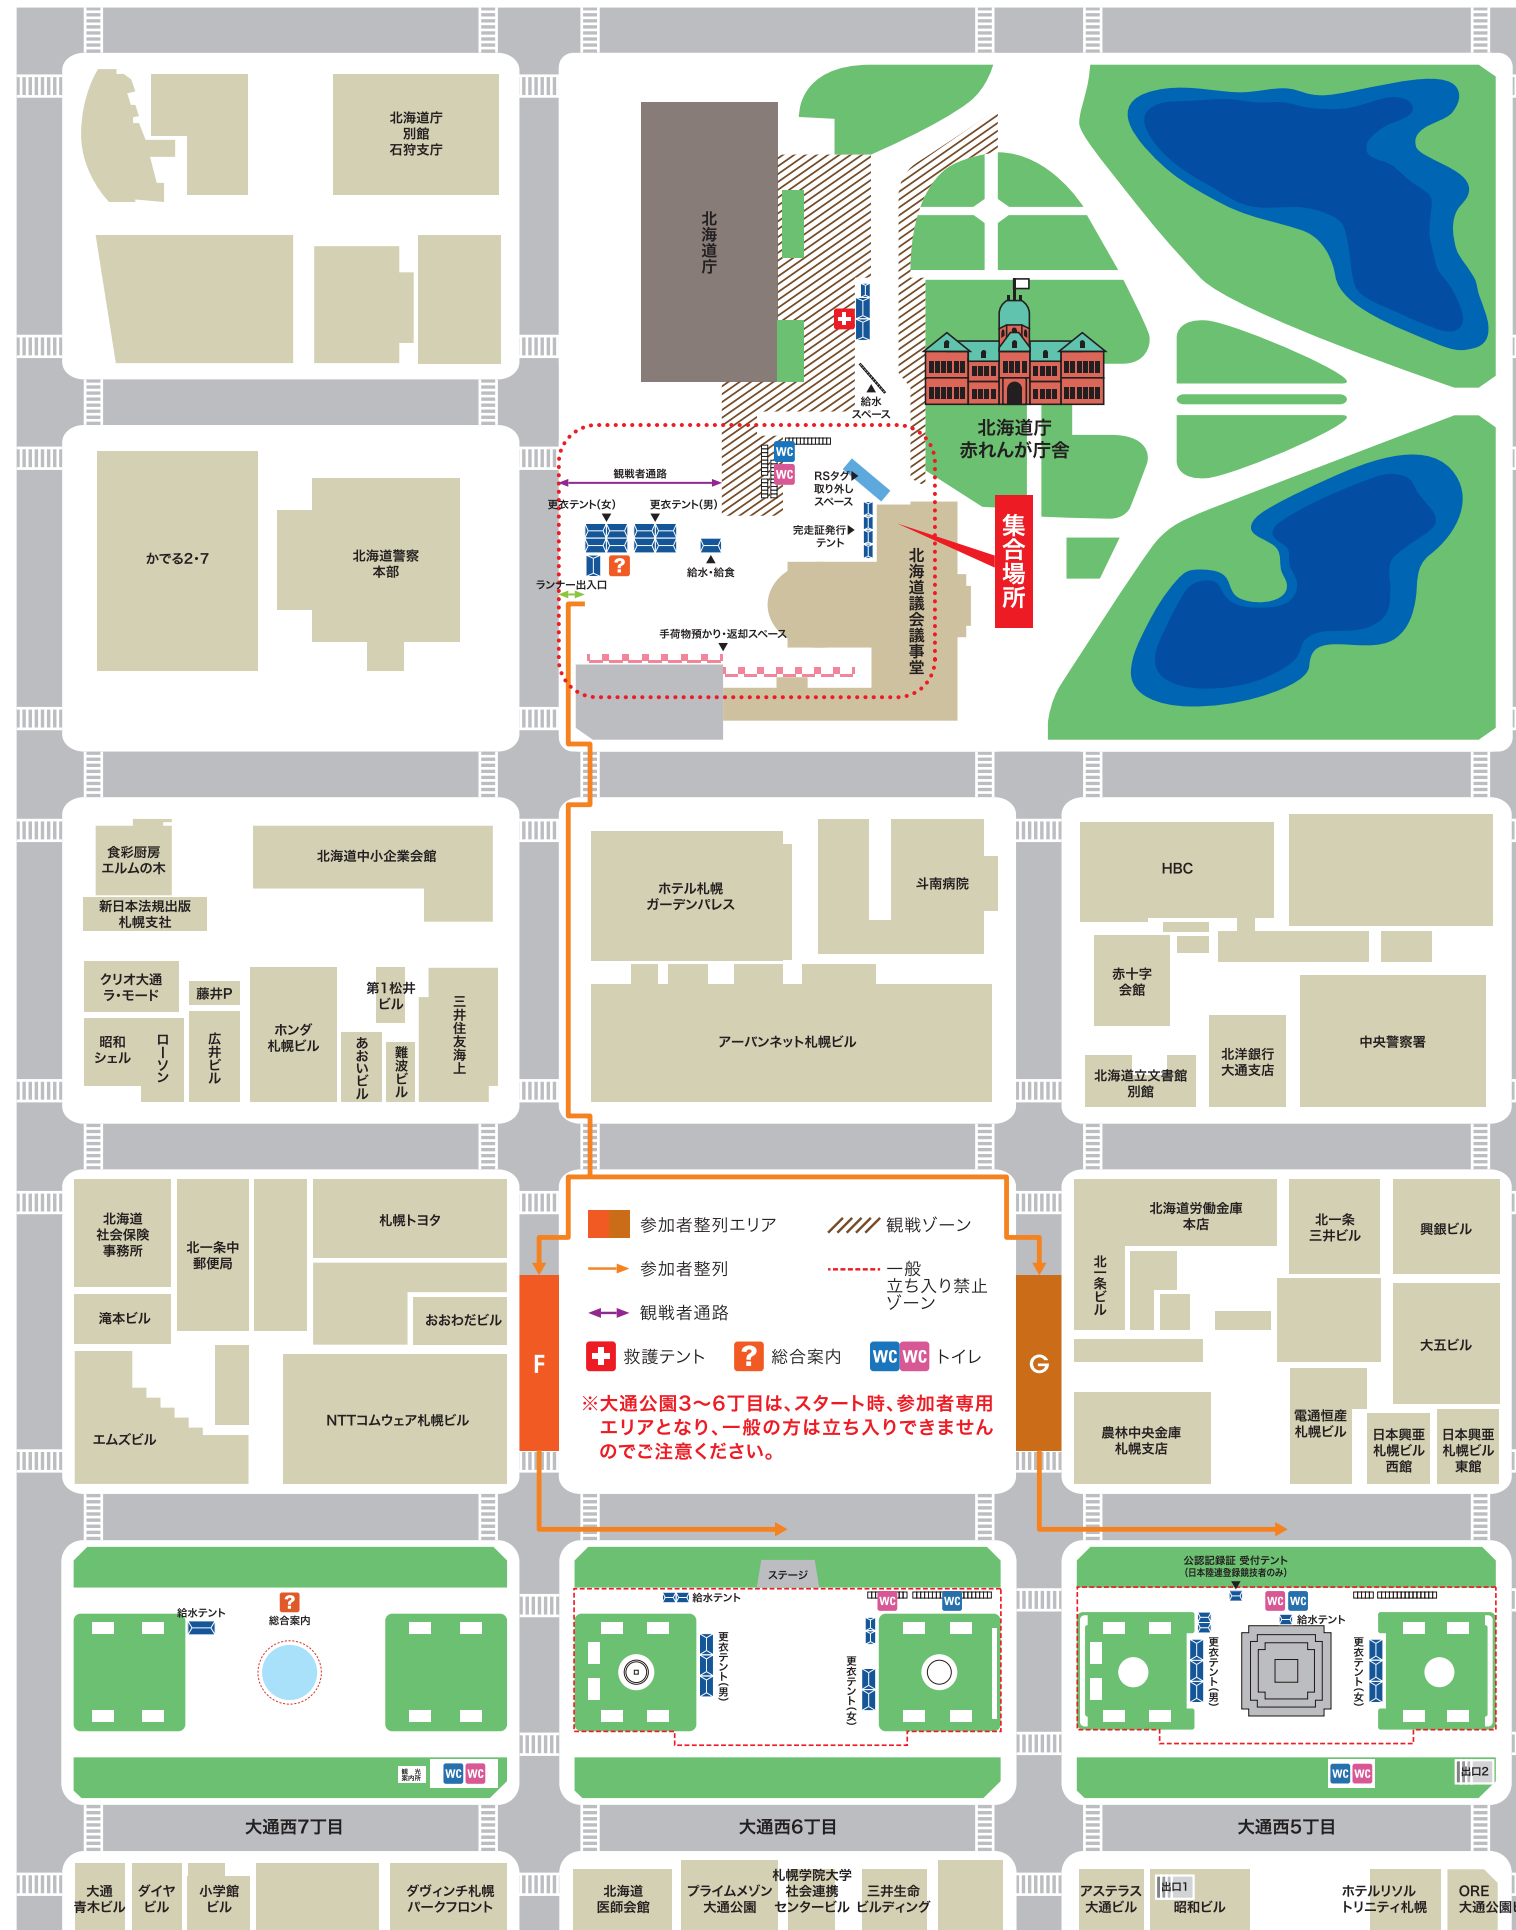 北海道庁
別館
石狩支庁
北海道庁
給水
スペース
北海道庁
赤れんが庁舎
かでる2・7
北海道警察
本部
観戦者通路
WC
WC
RSタグ
取り外し
スペース
更衣テント(女)
更衣テント(男)
完走証発行
テント
給水・給食
?
ランナー出入口
手荷物預かり・返却スペース
北海道議会議事堂
集合場所
食彩厨房
エルムの木
新日本法規出版
札幌支社
北海道中小企業会館
クリオ大通
ラ・モード
藤井P
昭和
シェル
ローソン
広井ビル
ホンダ
札幌ビル
第1松井
ビル
あおいビル
難波ビル
三井住友海上
ホテル札幌
ガーデンパレス
斗南病院
アーバンネット札幌ビル
HBC
赤十字
会館
北海道立文書館
別館
北洋銀行
大通支店
中央警察署
北海道
社会保険
事務所
北一条中
郵便局
札幌トヨタ
滝本ビル
おおわだビル
エムズビル
NTTコムウェア札幌ビル
F
参加者整列エリア
観戦ゾーン
参加者整列
一般
立ち入り禁止
ゾーン
観戦者通路
救護テント
?
総合案内
WC
WC
トイレ
※大通公園3〜6丁目は、スタート時、参加者専用
エリアとなり、一般の方は立ち入りできません
のでご注意ください。
G
北海道労働金庫
本店
北一条ビル
北一条
三井ビル
興銀ビル
大五ビル
農林中央金庫
札幌支店
電通恒産
札幌ビル
日本興亜
札幌ビル
西館
日本興亜
札幌ビル
東館
給水テント
?
総合案内
観光
案内所
WC
WC
ステージ
給水テント
WC
WC
更衣テント(男)
更衣テント(女)
公認記録証 受付テント
(日本陸連登録競技者のみ)
WC
WC
給水テント
更衣テント(男)
更衣テント(女)
WC
WC
出口2
大通西7丁目
大通西6丁目
大通西5丁目
大通
青木ビル
ダイヤ
ビル
小学館
ビル
ダヴィンチ札幌
パークフロント
北海道
医師会館
プライムメゾン
大通公園
札幌学院大学
社会連携
センタービル
三井生命
ビルディング
アステラス
大通ビル
出口1
昭和ビル
ホテルリソル
トリニティ札幌
ORE
大通公園